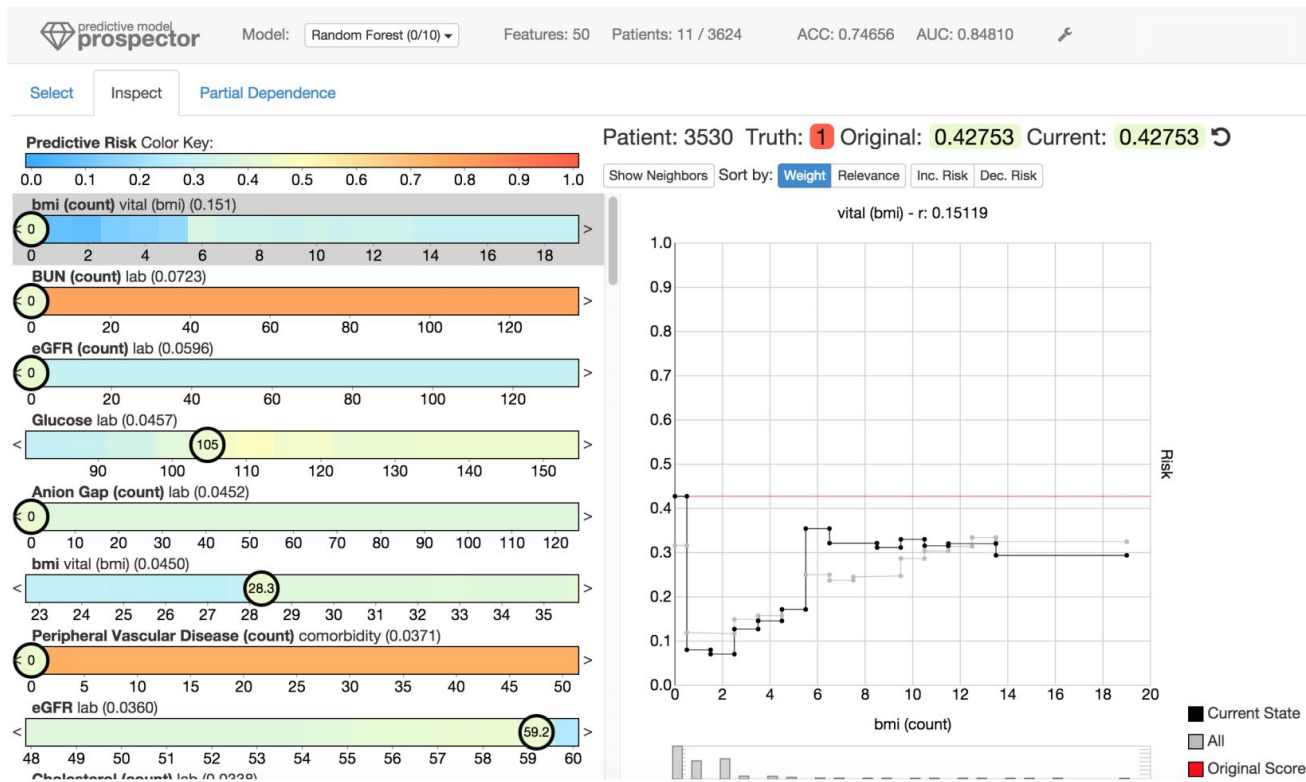 predictive model
prospector
Model: Random Forest (0/10)
Features: 50 Patients: 11 / 3624 ACC: 0.74656 AUC: 0.84810
Select Inspect Partial Dependence
Predictive Risk Color Key:
0.0 0.1 0.2 0.3 0.4 0.5 0.6 0.7 0.8 0.9 1.0
bmi (count) vital (bmi) (0.151)
< 0 >
0 2 4 6 8 10 12 14 16 18
BUN (count) lab (0.0723)
< 0 >
0 20 40 60 80 100 120
eGFR (count) lab (0.0596)
< 0 >
0 20 40 60 80 100 120
Glucose lab (0.0457)
< 105 >
90 100 110 120 130 140 150
Anion Gap (count) lab (0.0452)
< 0 >
0 10 20 30 40 50 60 70 80 90 100 110 120
bmi vital (bmi) (0.0450)
< 28.3 >
23 24 25 26 27 28 29 30 31 32 33 34 35
Peripheral Vascular Disease (count) comorbidity (0.0371)
< 0 >
0 5 10 15 20 25 30 35 40 45 50
eGFR lab (0.0360)
< 59.2 >
48 49 50 51 52 53 54 55 56 57 58 59 60
Cholesterol (count) lab (0.0338)
Patient: 3530 Truth: 1 Original: 0.42753 Current: 0.42753
Show Neighbors Sort by: Weight Relevance Inc. Risk Dec. Risk
vital (bmi) - r: 0.15119
1.0
0.9
0.8
0.7
0.6
0.5
0.4
0.3
0.2
0.1
0.0
0 2 4 6 8 10 12 14 16 18 20
Risk
bmi (count)
Current State
All
Original Score